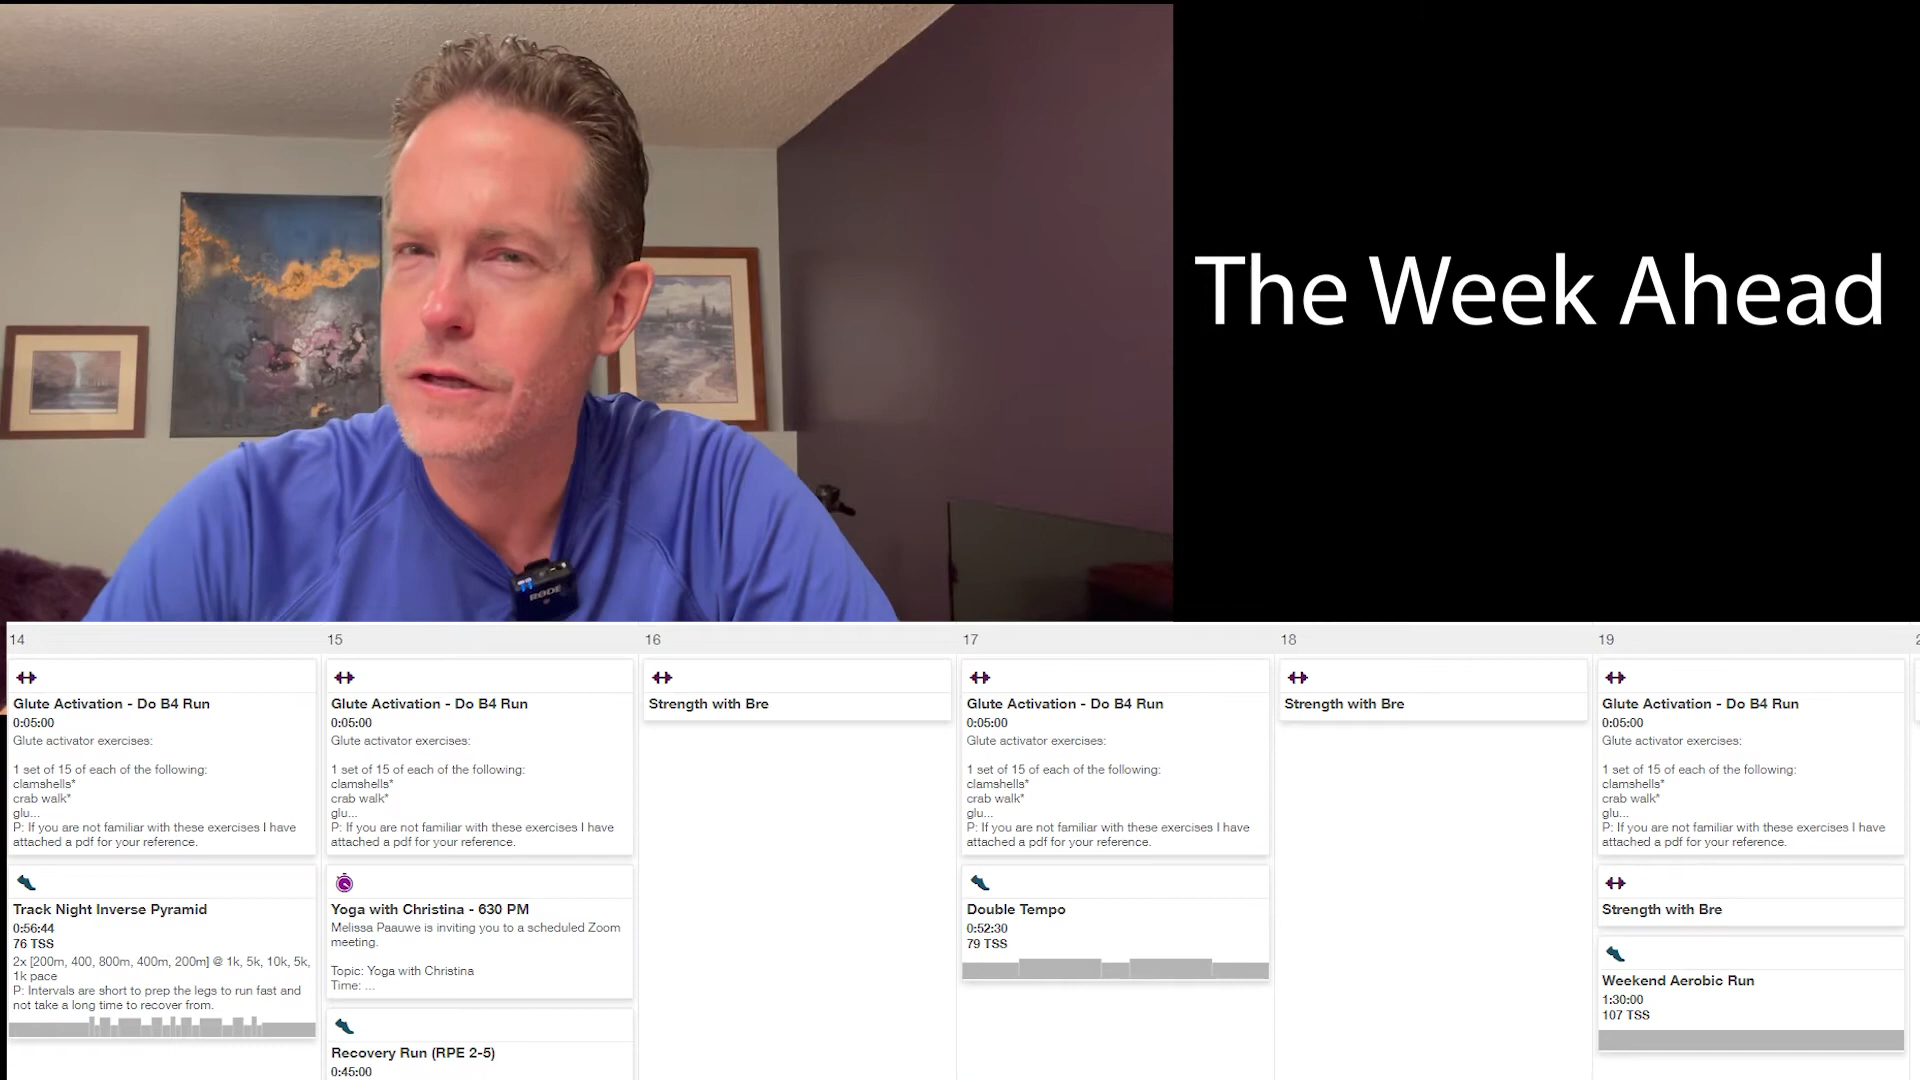 The Week Ahead
RØDE
14
Glute Activation - Do B4 Run
0:05:00
Glute activator exercises:
1 set of 15 of each of the following:
clamshells*
crab walk*
glu...
P: If you are not familiar with these exercises I have
attached a pdf for your reference.
Track Night Inverse Pyramid
0:56:44
76 TSS
2x [200m, 400, 800m, 400m, 200m] @ 1k, 5k, 10k, 5k,
1k pace
P: Intervals are short to prep the legs to run fast and
not take a long time to recover from.
15
Glute Activation - Do B4 Run
0:05:00
Glute activator exercises:
1 set of 15 of each of the following:
clamshells*
crab walk*
glu...
P: If you are not familiar with these exercises I have
attached a pdf for your reference.
Yoga with Christina - 630 PM
Melissa Paauwe is inviting you to a scheduled Zoom
meeting.
Topic: Yoga with Christina
Time: ...
Recovery Run (RPE 2-5)
0:45:00
16
Strength with Bre
17
Glute Activation - Do B4 Run
0:05:00
Glute activator exercises:
1 set of 15 of each of the following:
clamshells*
crab walk*
glu...
P: If you are not familiar with these exercises I have
attached a pdf for your reference.
Double Tempo
0:52:30
79 TSS
18
Strength with Bre
19
Glute Activation - Do B4 Run
0:05:00
Glute activator exercises:
1 set of 15 of each of the following:
clamshells*
crab walk*
glu...
P: If you are not familiar with these exercises I have
attached a pdf for your reference.
Strength with Bre
Weekend Aerobic Run
1:30:00
107 TSS